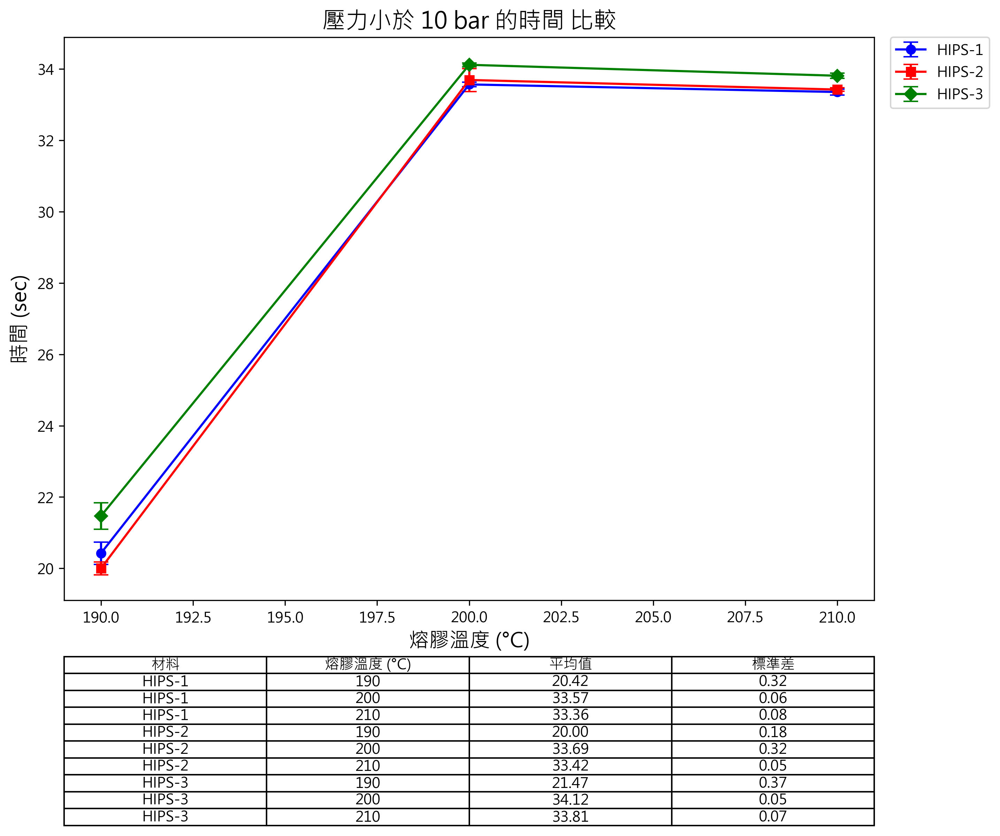 壓力小於 10 bar 的時間 比較
HIPS-1
HIPS-2
HIPS-3
時間 (sec)
34
32
30
28
26
24
22
20
190.0 192.5 195.0 197.5 200.0 202.5 205.0 207.5 210.0
熔膠溫度 (°C)
材料 熔膠溫度 (°C) 平均值 標準差
HIPS-1 190 20.42 0.32
HIPS-1 200 33.57 0.06
HIPS-1 210 33.36 0.08
HIPS-2 190 20.00 0.18
HIPS-2 200 33.69 0.32
HIPS-2 210 33.42 0.05
HIPS-3 190 21.47 0.37
HIPS-3 200 34.12 0.05
HIPS-3 210 33.81 0.07